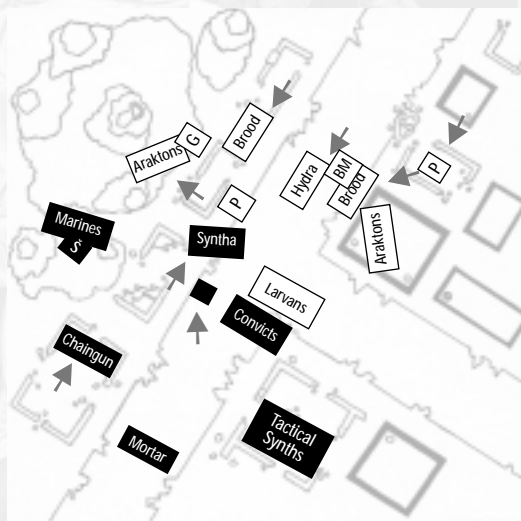 Brood
G
Araktons
P
BM
Hydra
Brood
P
Araktons
Marines
Š
Syntha
Larvans
Convicts
Chaingun
Mortar
Tactical
Synths